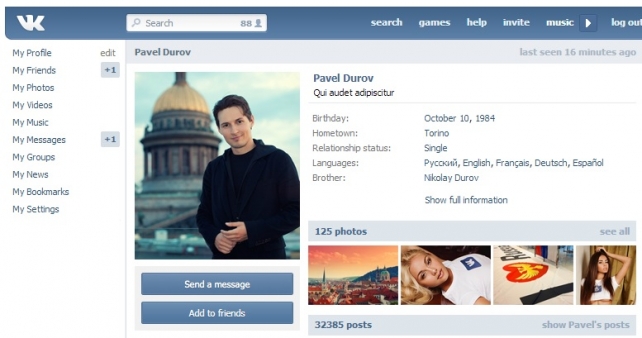 Search 88 search games help invite music log out
My Profile edit
My Friends +1
My Photos
My Videos
My Music
My Messages +1
My Groups
My News
My Bookmarks
My Settings
Pavel Durov last seen 16 minutes ago
Send a message
Add to friends
Pavel Durov
Qui audet adipiscitur
Birthday: October 10, 1984
Hometown: Torino
Relationship status: Single
Languages: Русский, English, Français, Deutsch, Español
Brother: Nikolay Durov
Show full information
125 photos see all
32385 posts show Pavel's posts